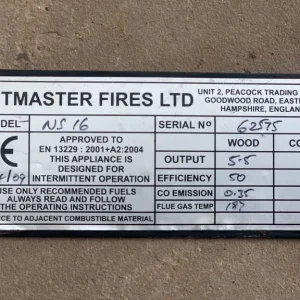 TMASTER FIRES LTD
UNIT 2, PEACOCK TRADING
GOODWOOD ROAD, EAST
HAMPSHIRE, ENGLAN
DEL NS 16
SERIAL Nº 62595
CE
APPROVED TO
EN 13229 : 2001+A2:2004
THIS APPLIANCE IS
DESIGNED FOR
INTERMITTENT OPERATION
WOOD CO
OUTPUT 5.5
EFFICIENCY 50
CO EMISSION 0.35
FLUE GAS TEMP 187
USE ONLY RECOMMENDED FUELS
ALWAYS READ AND FOLLOW
THE OPERATING INSTRUCTIONS
CE TO ADJACENT COMBUSTIBLE MATERIAL